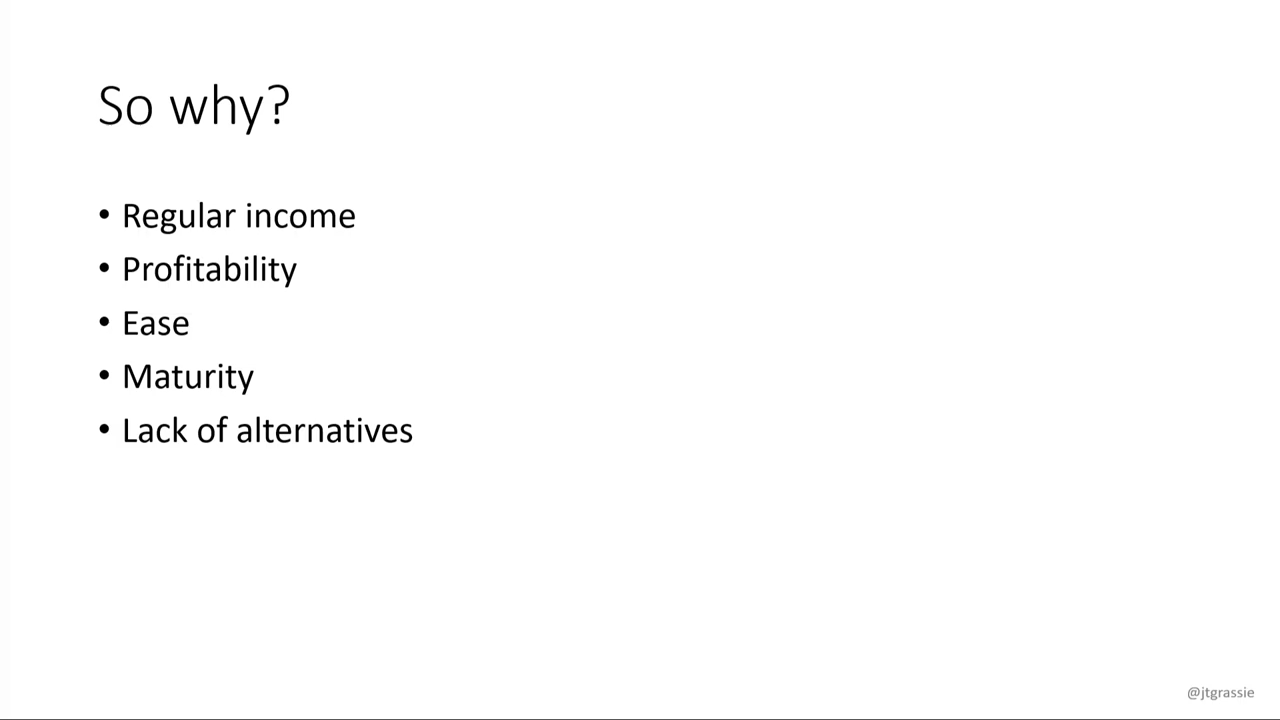 So why?
• Regular income
• Profitability
• Ease
• Maturity
• Lack of alternatives
@jtgrassie